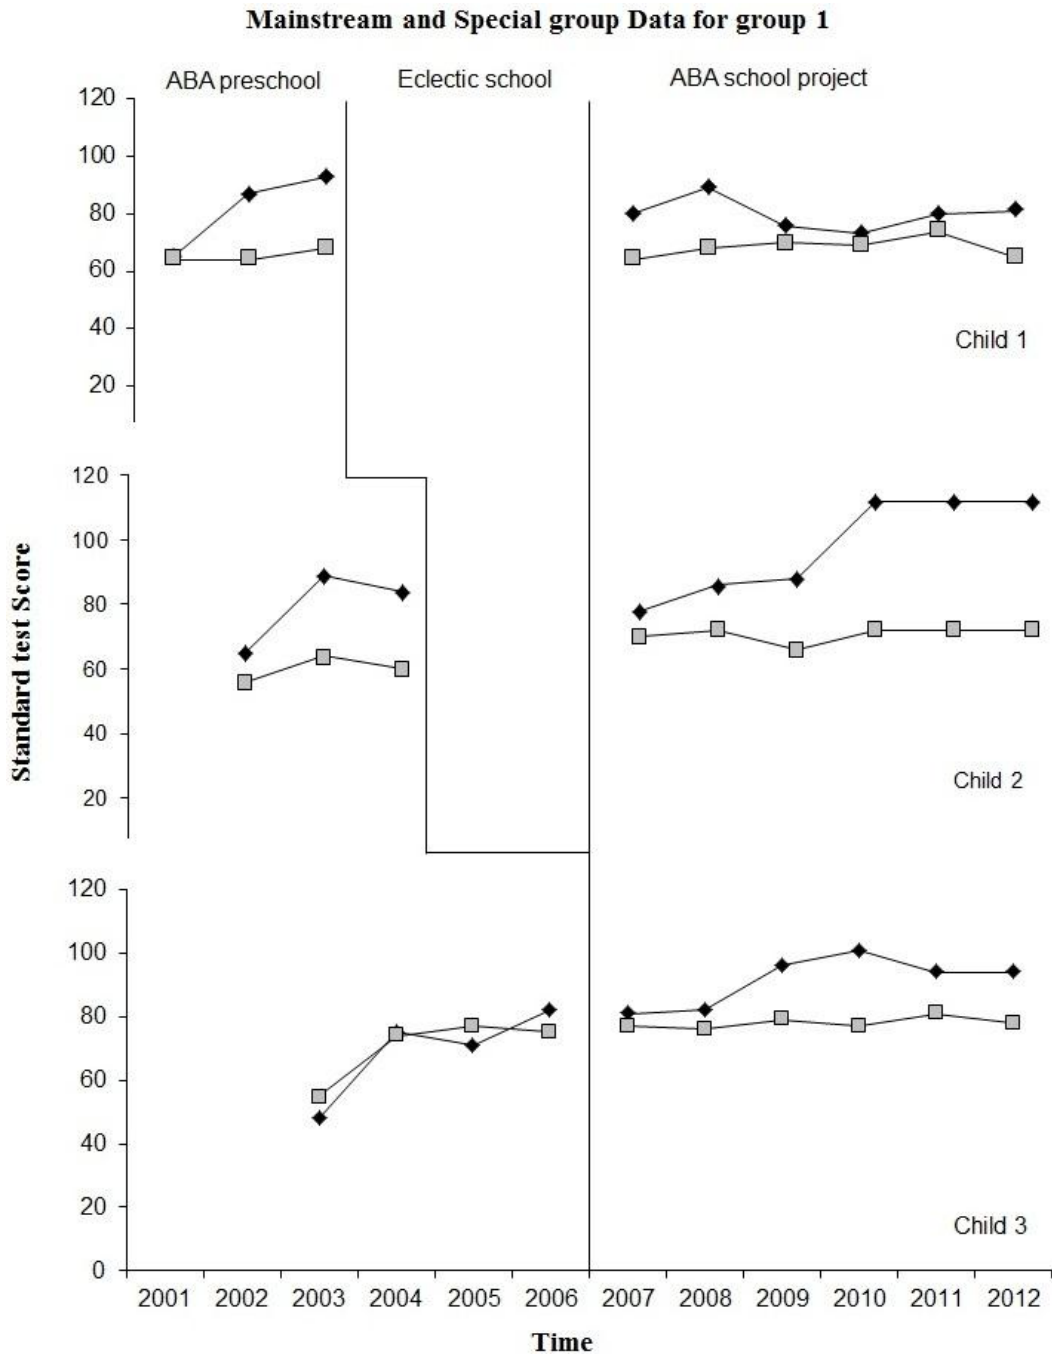 Mainstream and Special group Data for group 1
ABA preschool Eclectic school ABA school project
120
100
80
60
40
20
Child 1
120
100
80
60
40
20
Child 2
Standard test Score
120
100
80
60
40
20
0
Child 3
2001 2002 2003 2004 2005 2006 2007 2008 2009 2010 2011 2012
Time